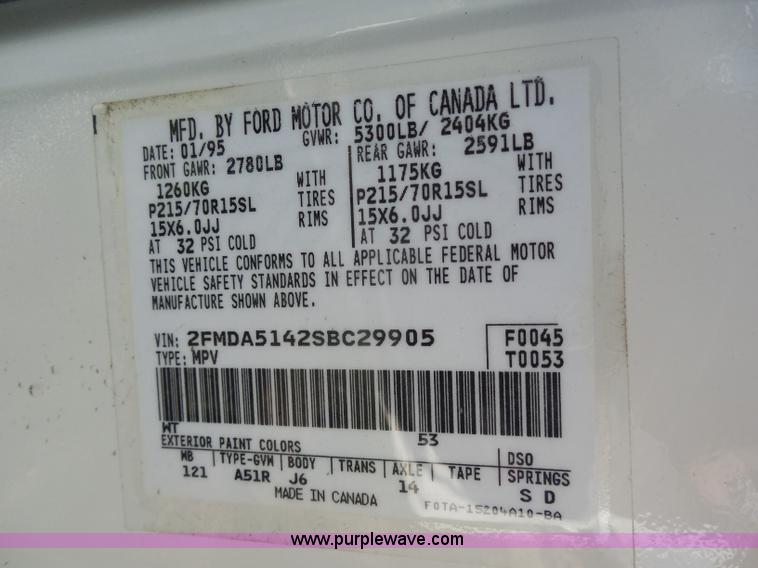 MFD. BY FORD MOTOR CO. OF CANADA LTD.
DATE: 01/95 GVWR: 5300LB/ 2404KG
FRONT GAWR: 2780LB REAR GAWR: 2591LB
1260KG WITH 1175KG WITH
P215/70R15SL TIRES P215/70R15SL TIRES
15X6.0JJ RIMS 15X6.0JJ RIMS
AT 32 PSI COLD AT 32 PSI COLD
THIS VEHICLE CONFORMS TO ALL APPLICABLE FEDERAL MOTOR
VEHICLE SAFETY STANDARDS IN EFFECT ON THE DATE OF
MANUFACTURE SHOWN ABOVE.
VIN: 2FMDA5142SBC29905 F0045
TYPE: MPV T0053
WT 53
EXTERIOR PAINT COLORS DSO
WB TYPE-GVW BODY TRANS AXLE TAPE SPRINGS
121 A51R J6 14 S D
MADE IN CANADA F0TA-15204A10-BA
www.purplewave.com